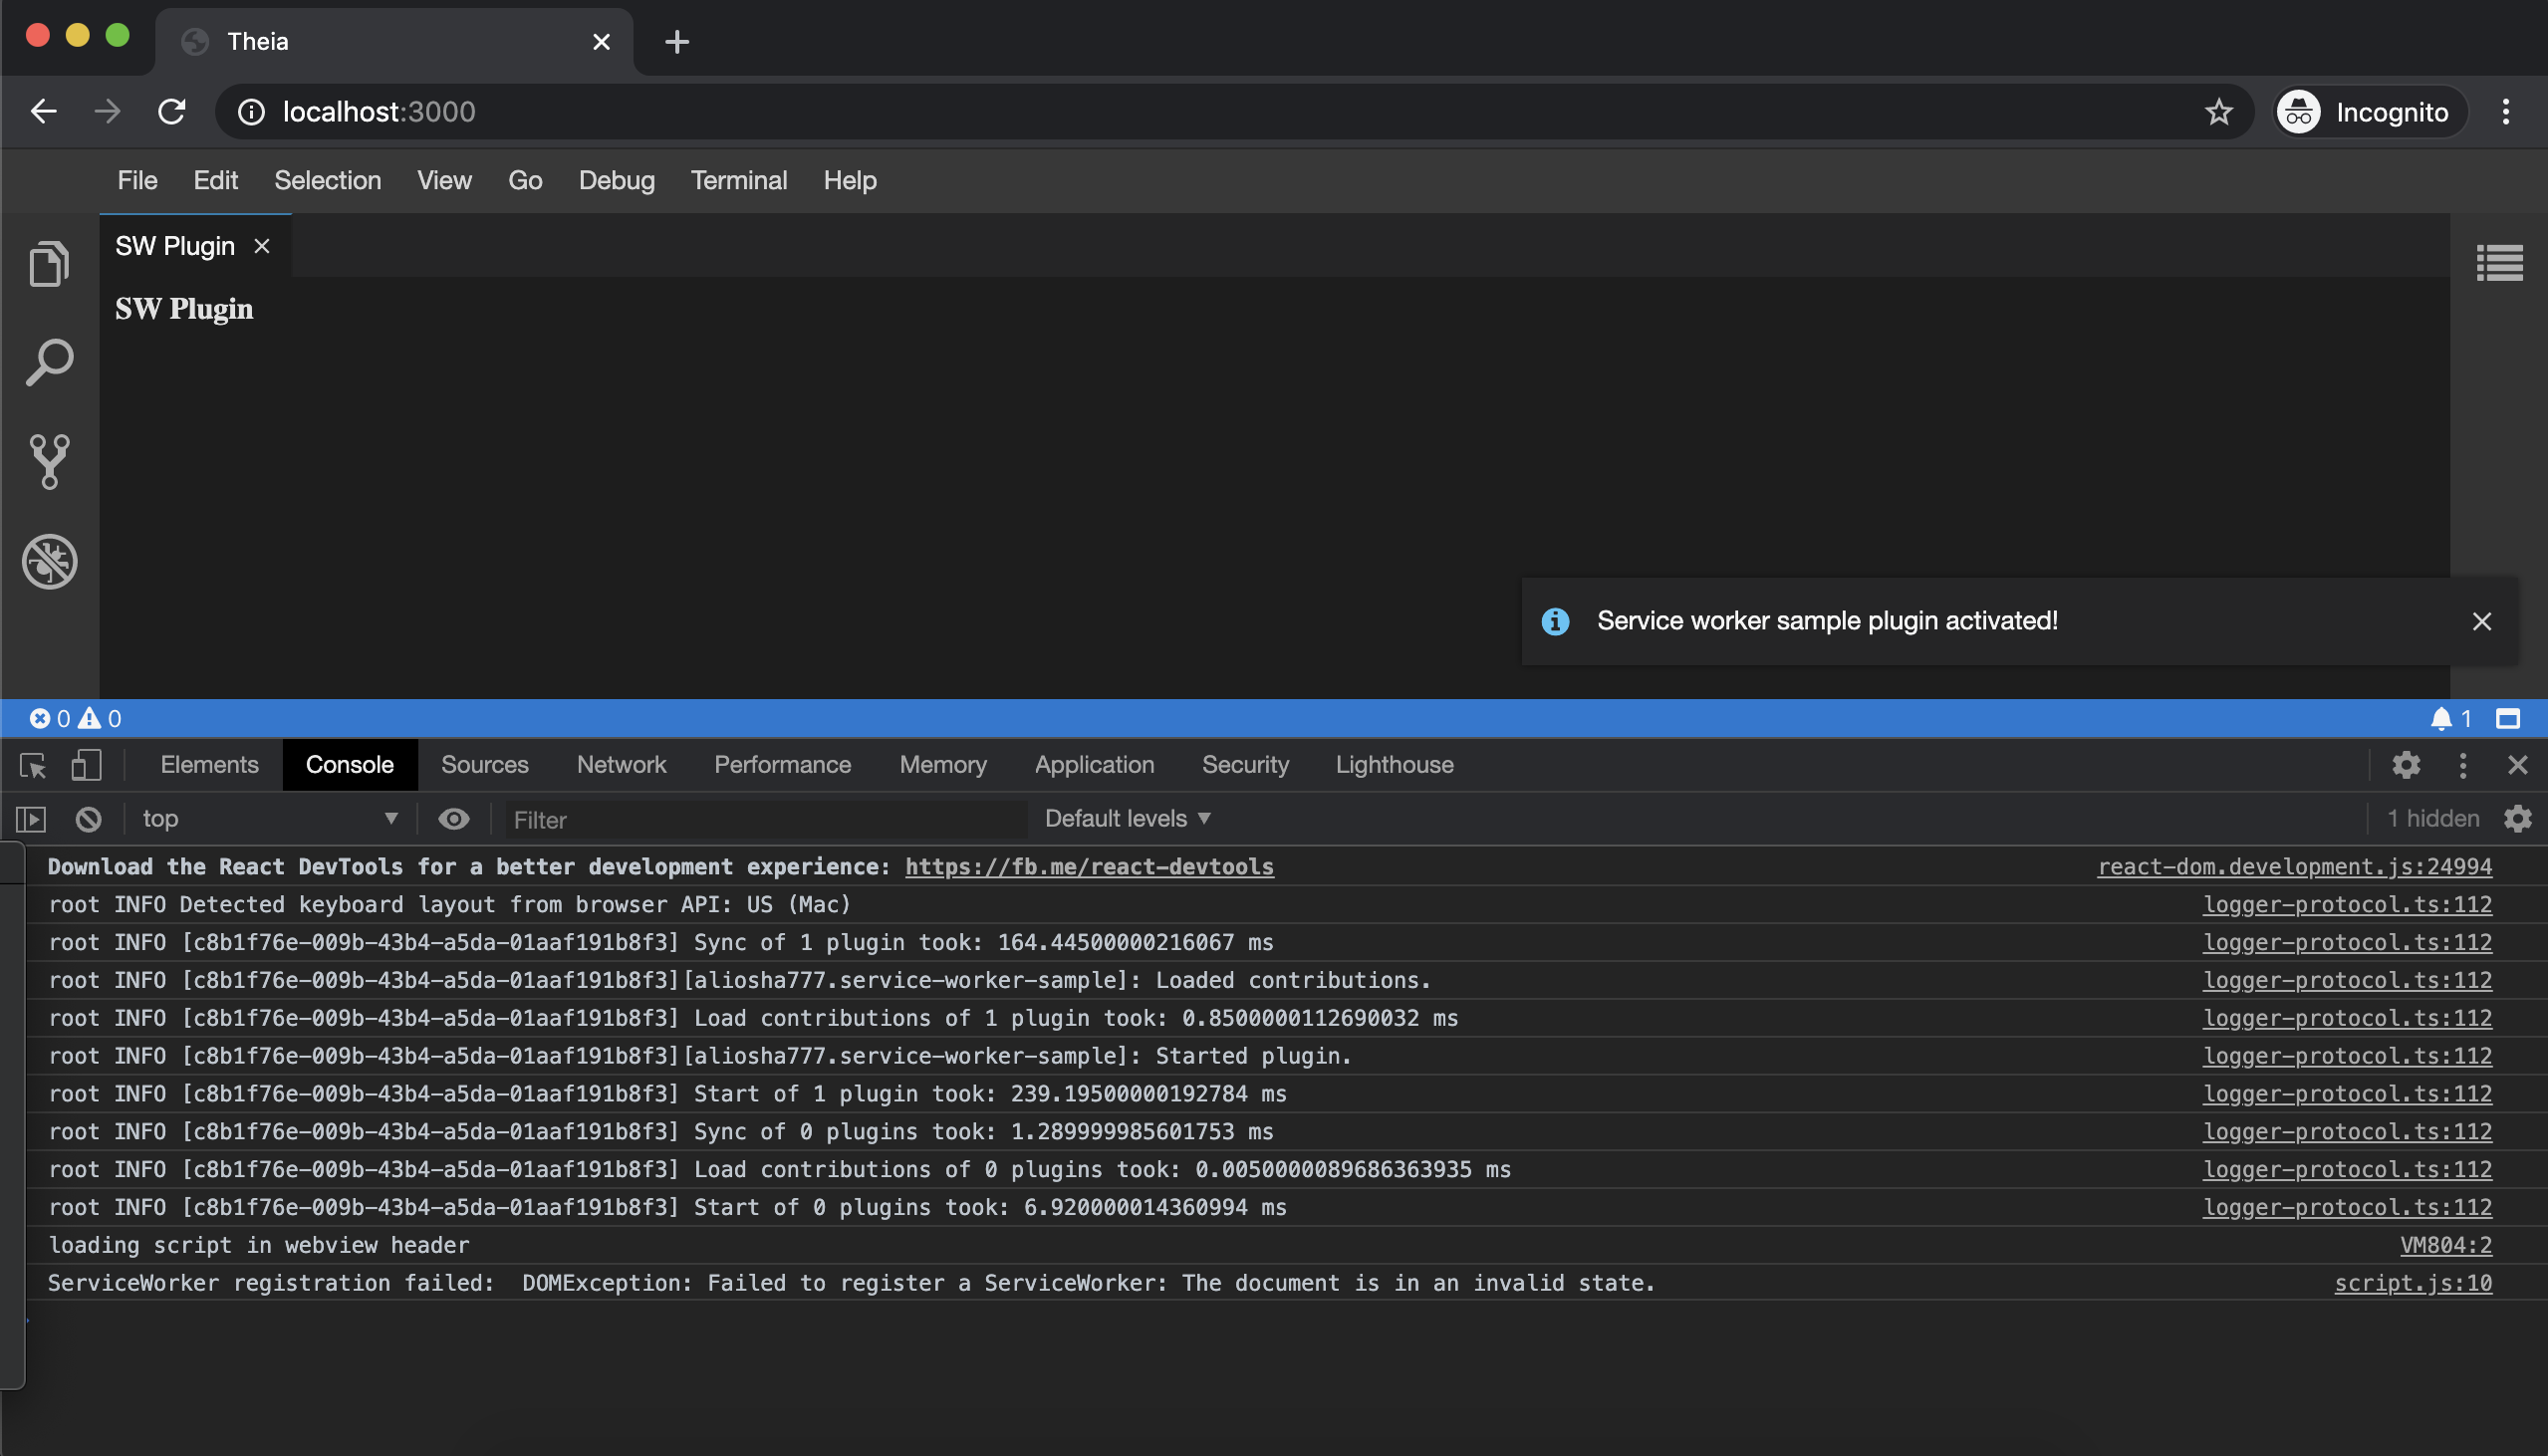 Theia
localhost:3000
Incognito
File Edit Selection View Go Debug Terminal Help
SW Plugin
SW Plugin
Service worker sample plugin activated!
0 0
1
Elements Console Sources Network Performance Memory Application Security Lighthouse
top Filter Default levels 1 hidden
Download the React DevTools for a better development experience: https://fb.me/react-devtools react-dom.development.js:24994
root INFO Detected keyboard layout from browser API: US (Mac) logger-protocol.ts:112
root INFO [c8b1f76e-009b-43b4-a5da-01aaf191b8f3] Sync of 1 plugin took: 164.44500000216067 ms logger-protocol.ts:112
root INFO [c8b1f76e-009b-43b4-a5da-01aaf191b8f3][aliosha777.service-worker-sample]: Loaded contributions. logger-protocol.ts:112
root INFO [c8b1f76e-009b-43b4-a5da-01aaf191b8f3] Load contributions of 1 plugin took: 0.8500000112690032 ms logger-protocol.ts:112
root INFO [c8b1f76e-009b-43b4-a5da-01aaf191b8f3][aliosha777.service-worker-sample]: Started plugin. logger-protocol.ts:112
root INFO [c8b1f76e-009b-43b4-a5da-01aaf191b8f3] Start of 1 plugin took: 239.19500000192784 ms logger-protocol.ts:112
root INFO [c8b1f76e-009b-43b4-a5da-01aaf191b8f3] Sync of 0 plugins took: 1.289999985601753 ms logger-protocol.ts:112
root INFO [c8b1f76e-009b-43b4-a5da-01aaf191b8f3] Load contributions of 0 plugins took: 0.0050000089686363935 ms logger-protocol.ts:112
root INFO [c8b1f76e-009b-43b4-a5da-01aaf191b8f3] Start of 0 plugins took: 6.920000014360994 ms logger-protocol.ts:112
loading script in webview header VM804:2
ServiceWorker registration failed:  DOMException: Failed to register a ServiceWorker: The document is in an invalid state. script.js:10